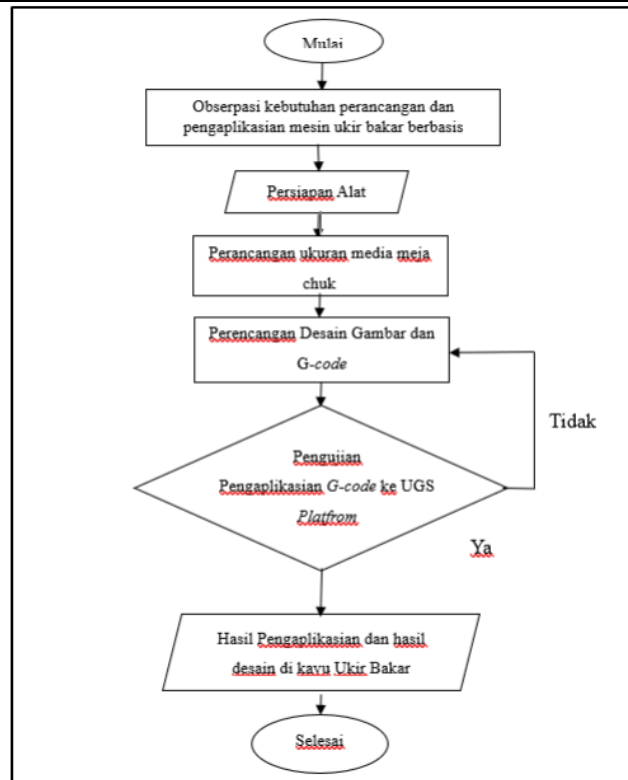 Mulai
Obserpasi kebutuhan perancangan dan
pengaplikasian mesin ukir bakar berbasis
Persiapan Alat
Perancangan ukuran media meja
chuk
Perencangan Desain Gambar dan
G-code
Tidak
Pengujian
Pengaplikasian G-code ke UGS
Platfrom
Ya
Hasil Pengaplikasian dan hasil
desain di kayu Ukir Bakar
Selesai